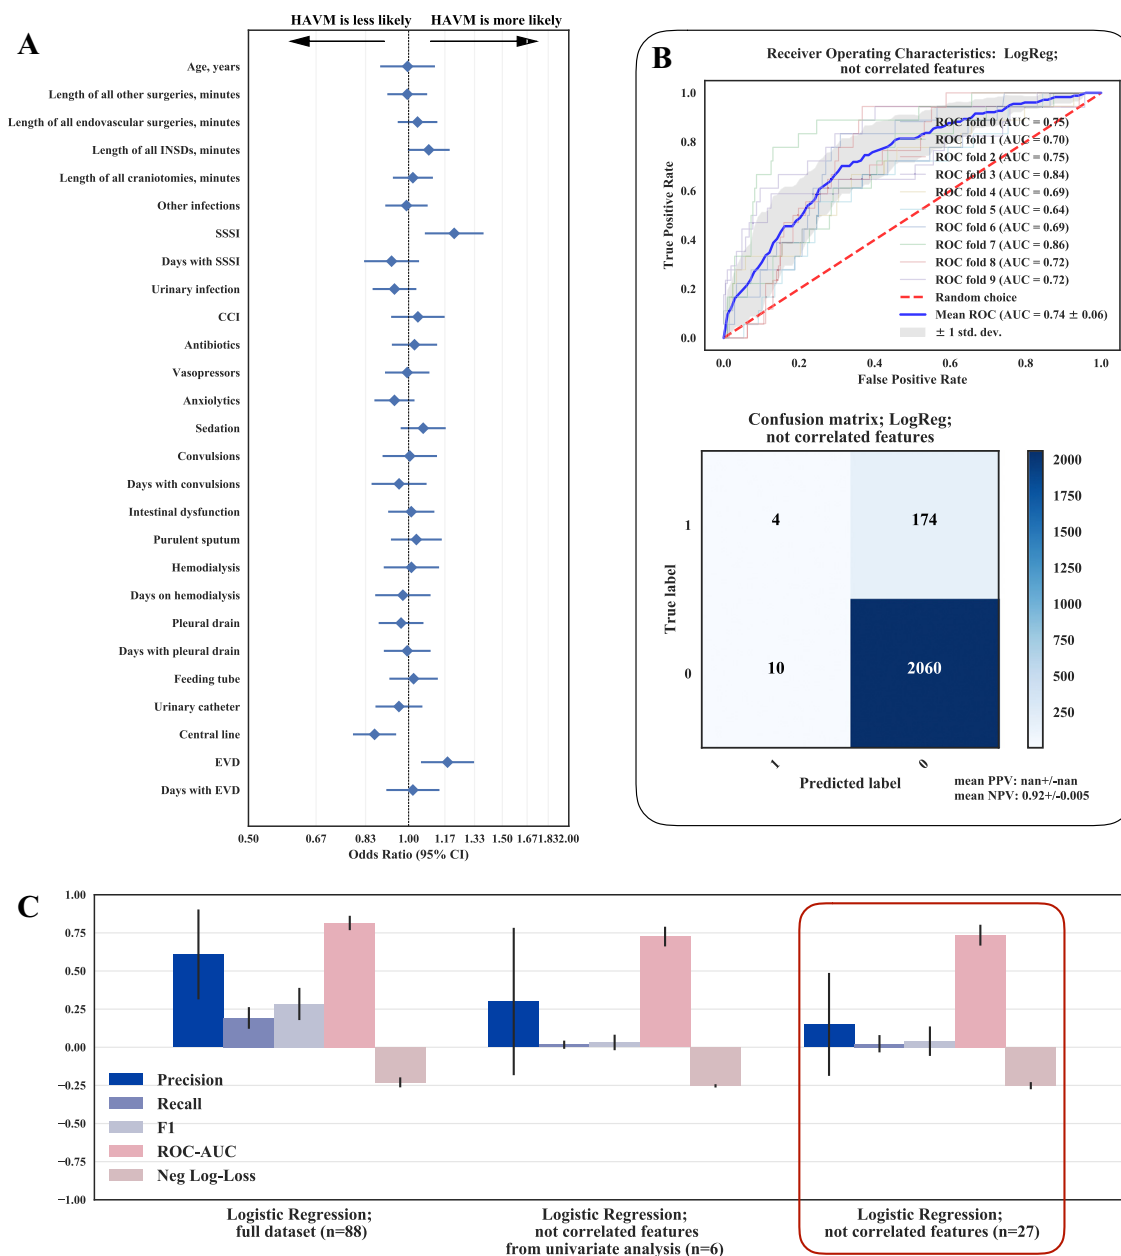 A
HAVM is less likely
HAVM is more likely
Age, years
Length of all other surgeries, minutes
Length of all endovascular surgeries, minutes
Length of all INSDs, minutes
Length of all craniotomies, minutes
Other infections
SSSI
Days with SSSI
Urinary infection
CCI
Antibiotics
Vasopressors
Anxiolytics
Sedation
Convulsions
Days with convulsions
Intestinal dysfunction
Purulent sputum
Hemodialysis
Days on hemodialysis
Pleural drain
Days with pleural drain
Feeding tube
Urinary catheter
Central line
EVD
Days with EVD
0.50 0.67 0.83 1.00 1.17 1.33 1.50 1.67 1.83 2.00
Odds Ratio (95% CI)
B
Receiver Operating Characteristics: LogReg;
not correlated features
True Positive Rate
1.0
0.8
0.6
0.4
0.2
0.0
ROC fold 0 (AUC = 0.75)
ROC fold 1 (AUC = 0.70)
ROC fold 2 (AUC = 0.75)
ROC fold 3 (AUC = 0.84)
ROC fold 4 (AUC = 0.69)
ROC fold 5 (AUC = 0.64)
ROC fold 6 (AUC = 0.69)
ROC fold 7 (AUC = 0.86)
ROC fold 8 (AUC = 0.72)
ROC fold 9 (AUC = 0.72)
Random choice
Mean ROC (AUC = 0.74 ± 0.06)
± 1 std. dev.
0.0 0.2 0.4 0.6 0.8 1.0
False Positive Rate
Confusion matrix; LogReg;
not correlated features
True label
1
0
4 174
10 2060
1 0
Predicted label
2000
1750
1500
1250
1000
750
500
250
mean PPV: nan+/-nan
mean NPV: 0.92+/-0.005
C
1.00
0.75
0.50
0.25
0.00
−0.25
−0.50
−0.75
−1.00
Precision
Recall
F1
ROC-AUC
Neg Log-Loss
Logistic Regression;
full dataset (n=88)
Logistic Regression;
not correlated features
from univariate analysis (n=6)
Logistic Regression;
not correlated features (n=27)